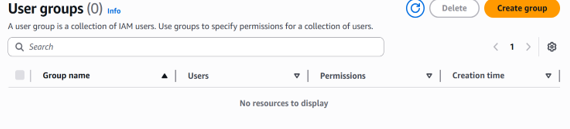 User groups (0) Info
Delete
Create group
A user group is a collection of IAM users. Use groups to specify permissions for a collection of users.
Search
1
Group name Users Permissions Creation time
No resources to display